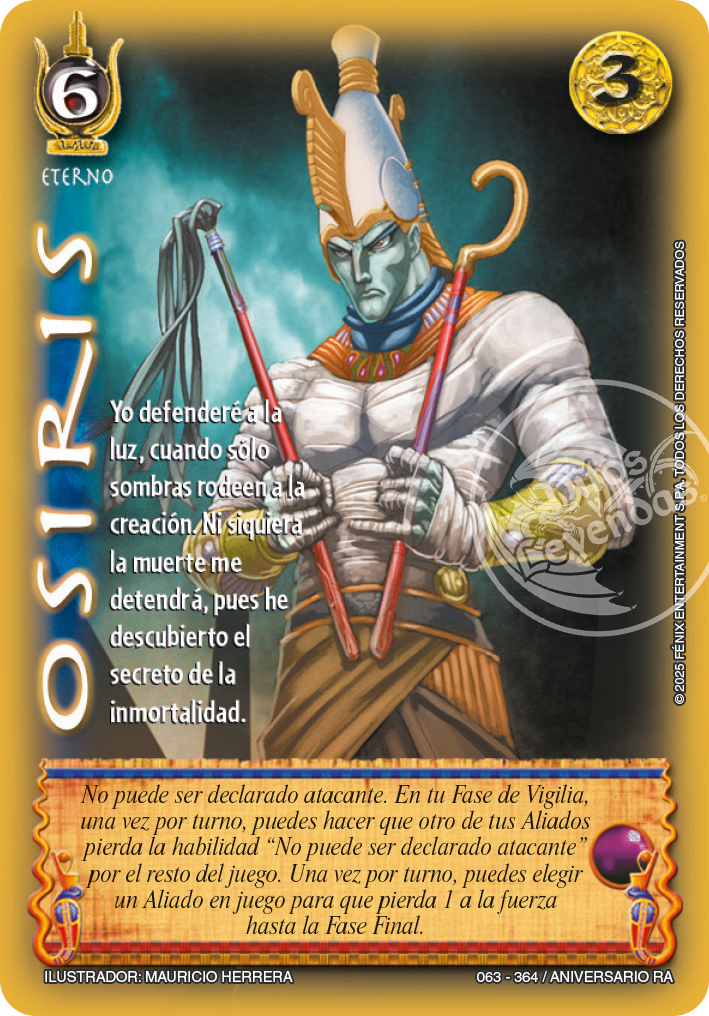 6
3
ETERNO
OSIRIS
Yo defenderé a la
luz, cuando sólo
sombras rodeen a la
creación. Ni siquiera
la muerte me
detendrá, pues he
descubierto el
secreto de la
inmortalidad.
© 2025 FÉNIX ENTERTAINMENT S.P.A. TODOS LOS DERECHOS RESERVADOS
Mitos y Leyendas®
No puede ser declarado atacante. En tu Fase de Vigilia,
una vez por turno, puedes hacer que otro de tus Aliados
pierda la habilidad “No puede ser declarado atacante”
por el resto del juego. Una vez por turno, puedes elegir
un Aliado en juego para que pierda 1 a la fuerza
hasta la Fase Final.
ILUSTRADOR: MAURICIO HERRERA
063 - 364 / ANIVERSARIO RA